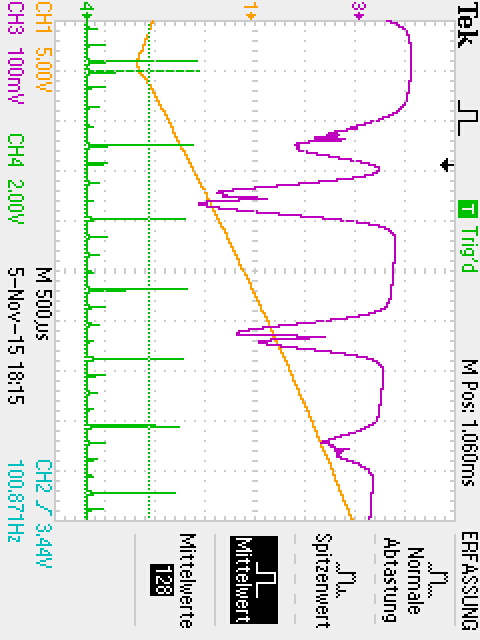 Tek T Trig'd M Pos: 1.060ms ERFASSUNG
Normale
Abtastung
3
Spitzenwert
1
Mittelwert
Mittelwerte
128
4
CH1 5.00V M 500µs CH2 3.44V
CH3 100mV CH4 2.00V 5-Nov-15 18:15 100.871Hz